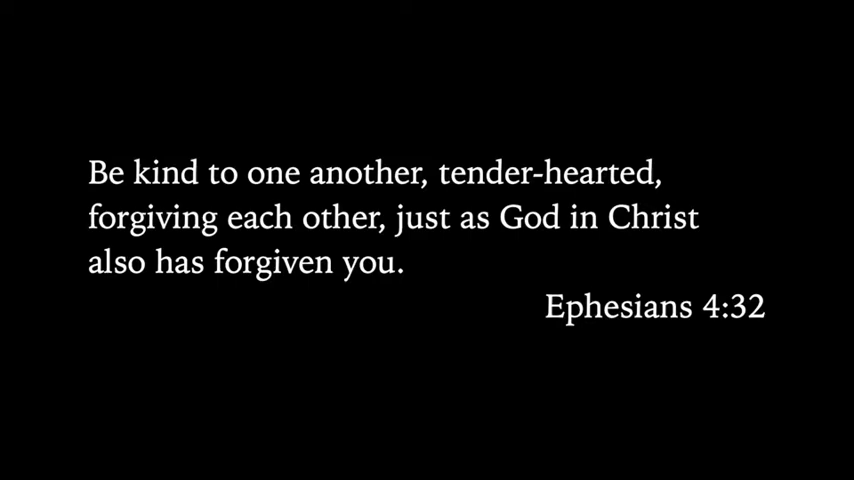 Be kind to one another, tender-hearted,
forgiving each other, just as God in Christ
also has forgiven you.
Ephesians 4:32